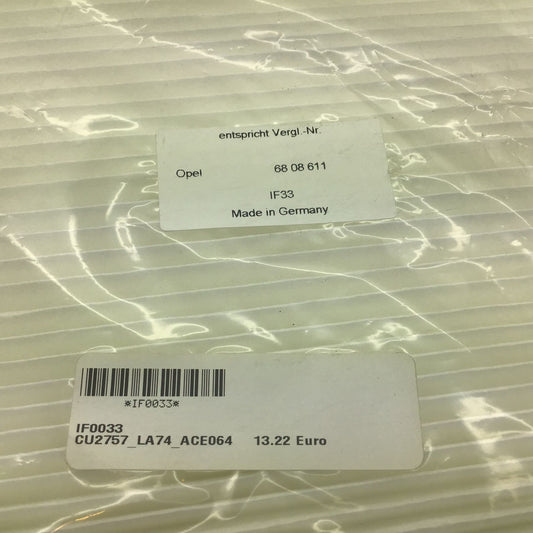 entspricht Vergl.-Nr.
Opel 68 08 611
IF33
Made in Germany
*IF0033*
IF0033
CU2757_LA74_ACE064 13.22 Euro